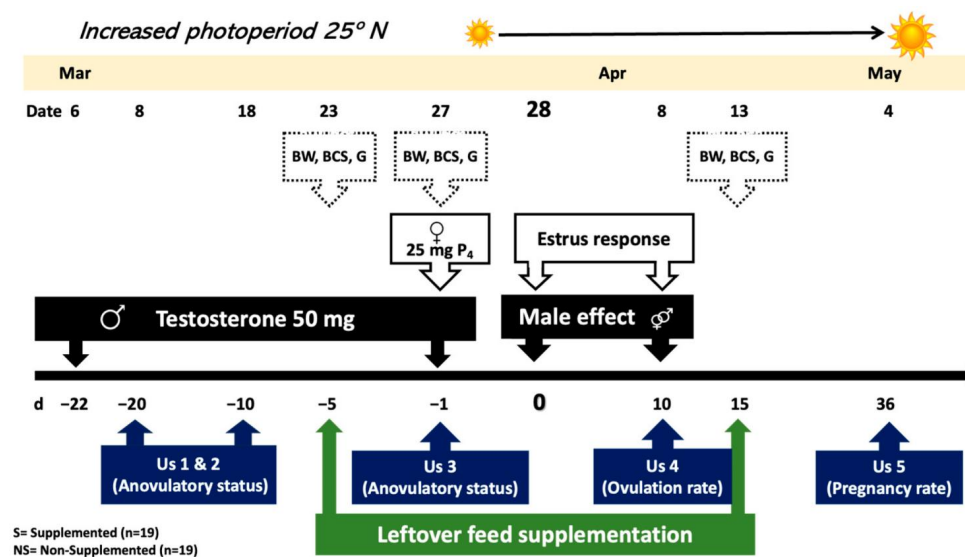 Increased photoperiod 25° N
Mar Apr May
Date 6 8 18 23 27 28 8 13 4
BW, BCS, G BW, BCS, G BW, BCS, G
♀
25 mg P₄
Estrus response
♂ Testosterone 50 mg
Male effect ⚤
d −22 −20 −10 −5 −1 0 10 15 36
Us 1 & 2
(Anovulatory status)
Us 3
(Anovulatory status)
Us 4
(Ovulation rate)
Us 5
(Pregnancy rate)
Leftover feed supplementation
S= Supplemented (n=19)
NS= Non-Supplemented (n=19)